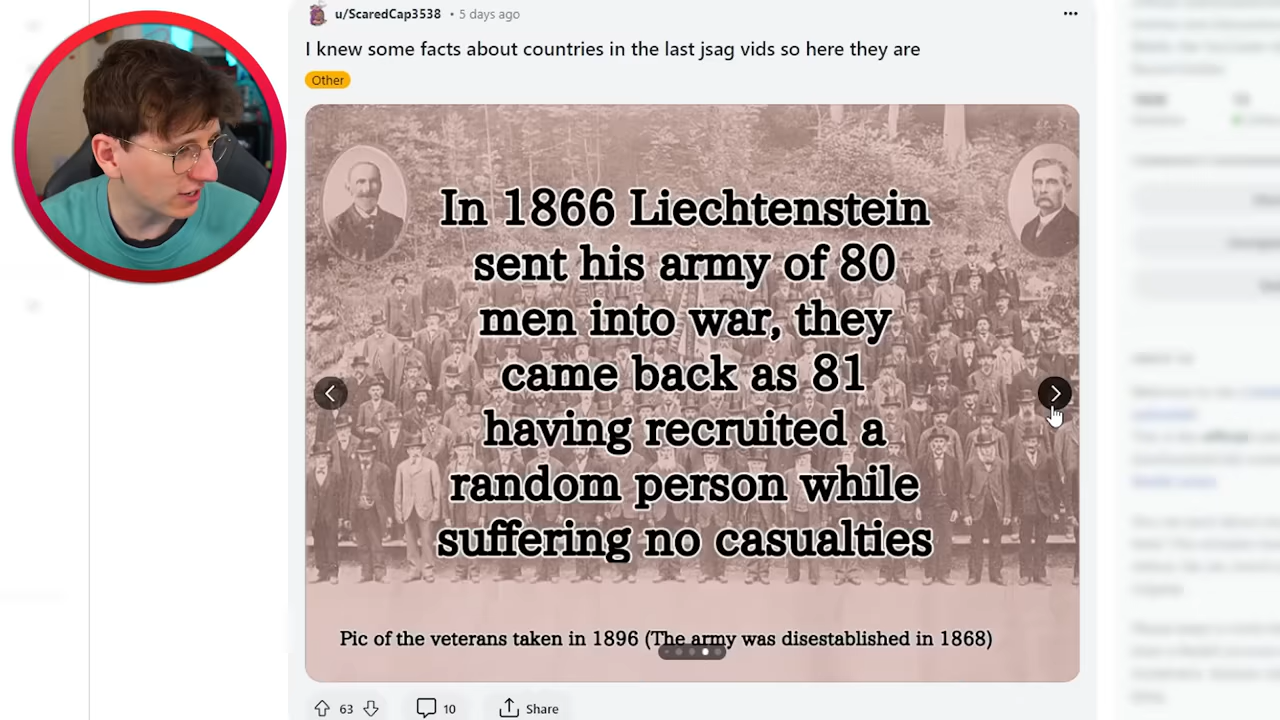 u/ScaredCap3538 • 5 days ago
I knew some facts about countries in the last jsag vids so here they are
Other
In 1866 Liechtenstein
sent his army of 80
men into war, they
came back as 81
having recruited a
random person while
suffering no casualties
Pic of the veterans taken in 1896 (The army was disestablished in 1868)
63
10
Share